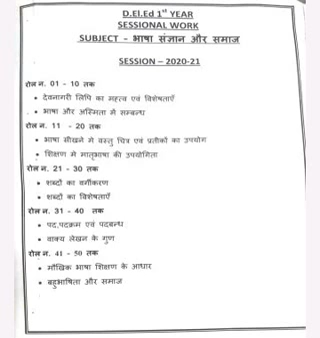 D.El.Ed 1st YEAR
SESSIONAL WORK
SUBJECT - भाषा संज्ञान और समाज
SESSION – 2020-21
रोल न. 01 - 10 तक
• देवनागरी लिपि का महत्व एवं विशेषताएँ
• भाषा और अस्मिता में सम्बन्ध
रोल न. 11 - 20 तक
• भाषा सीखने मे वस्तु चित्र एवं प्रतीकों का उपयोग
• शिक्षण मे मातृभाषा की उपयोगिता
रोल न. 21 - 30 तक
• शब्दों का वर्गीकरण
• शब्दों का विशेषताएँ
रोल न. 31 - 40 तक
• पद,पदक्रम एवं पदबन्ध
• वाक्य लेखन के गुण
रोल न. 41 - 50 तक
• मौखिक भाषा शिक्षण के आधार
• बहुभाषिता और समाज